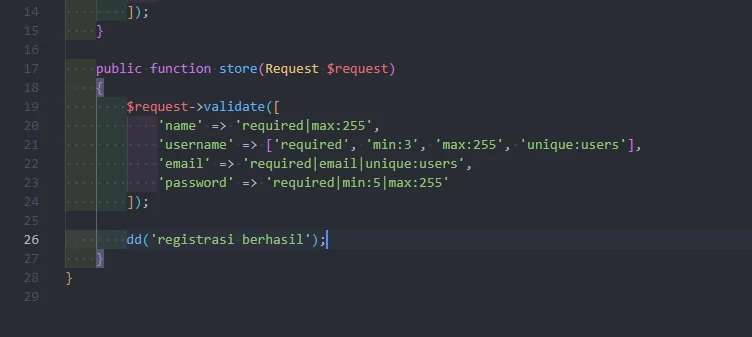 14 ]);
15 }
16
17 public function store(Request $request)
18 {
19 $request->validate([
20 'name' => 'required|max:255',
21 'username' => ['required', 'min:3', 'max:255', 'unique:users'],
22 'email' => 'required|email|unique:users',
23 'password' => 'required|min:5|max:255'
24 ]);
25
26 dd('registrasi berhasil');
27 }
28 }
29